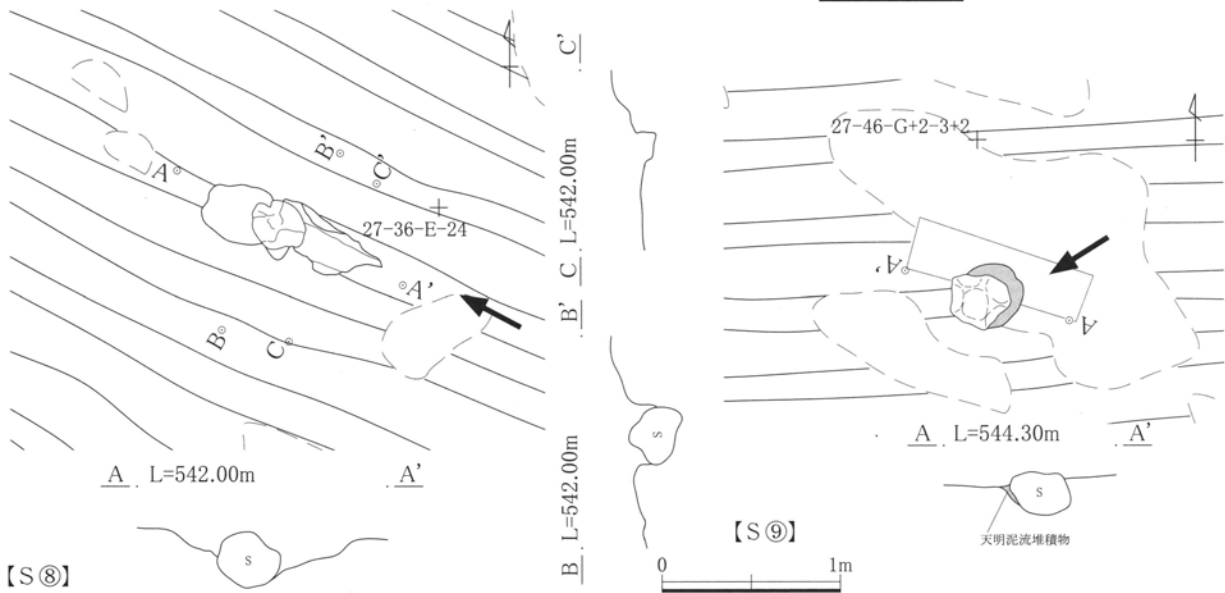 A
B'
C'
27-36-E-24
A'
B
C
A L=542.00m A'
S
【S⑧】
C L=542.00m C'
B L=542.00m B'
S
27-46-G+2-3+2
A'
A
A L=544.30m A'
S
天明泥流堆積物
【S⑨】
0 1m